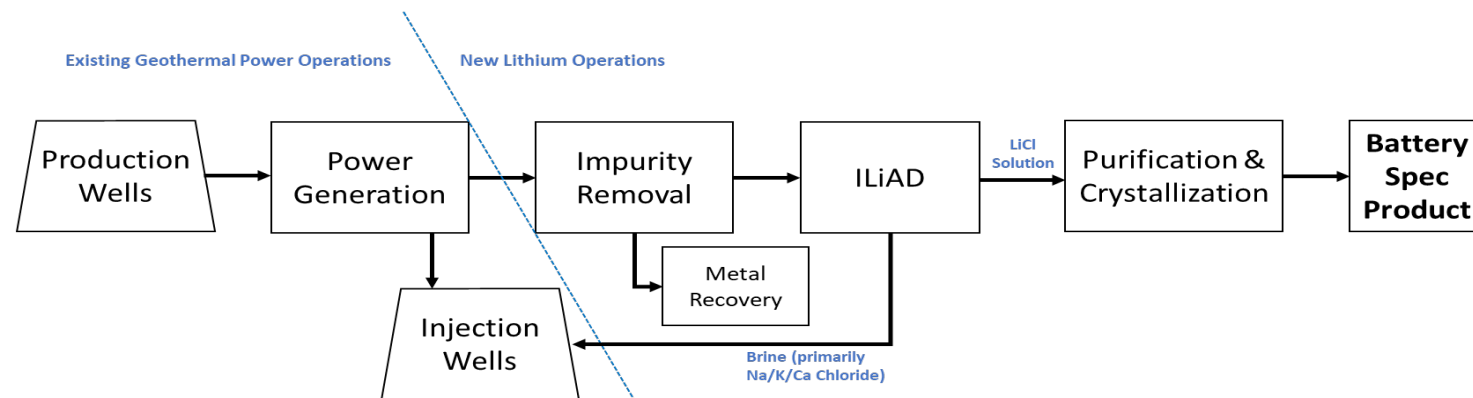 Existing Geothermal Power Operations
New Lithium Operations
Production
Wells
Power
Generation
Impurity
Removal
ILiAD
LiCl
Solution
Purification &
Crystallization
Battery
Spec
Product
Metal
Recovery
Injection
Wells
Brine (primarily
Na/K/Ca Chloride)